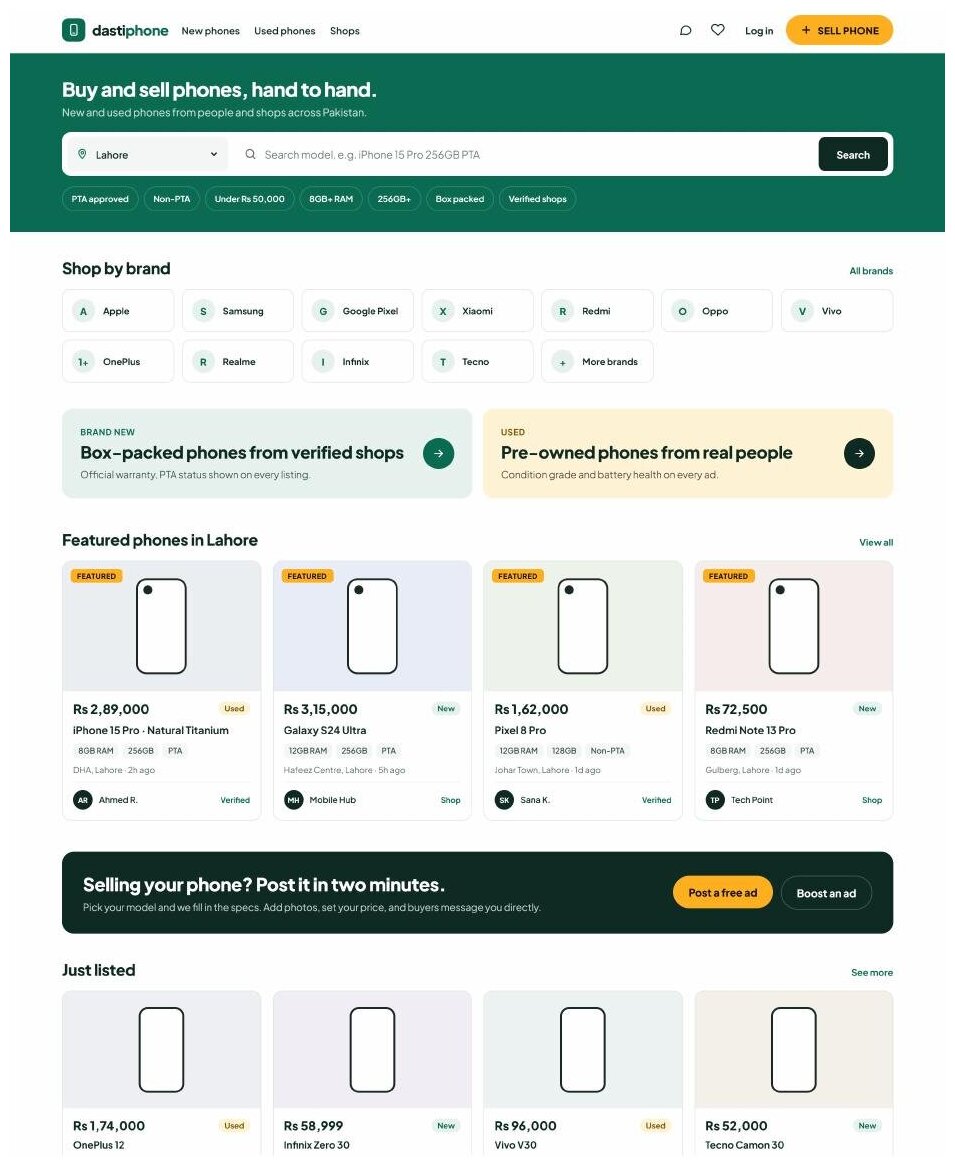 dastiphone New phones Used phones Shops Log in + SELL PHONE
Buy and sell phones, hand to hand.
New and used phones from people and shops across Pakistan.
Lahore Search model, e.g. iPhone 15 Pro 256GB PTA Search
PTA approved Non-PTA Under Rs 50,000 8GB+ RAM 256GB+ Box packed Verified shops
Shop by brand All brands
A Apple S Samsung G Google Pixel X Xiaomi R Redmi O Oppo V Vivo
1+ OnePlus R Realme I Infinix T Tecno + More brands
BRAND NEW
Box-packed phones from verified shops
Official warranty. PTA status shown on every listing.
USED
Pre-owned phones from real people
Condition grade and battery health on every ad.
Featured phones in Lahore View all
FEATURED FEATURED FEATURED FEATURED
Rs 2,89,000 Used Rs 3,15,000 New Rs 1,62,000 Used Rs 72,500 New
iPhone 15 Pro · Natural Titanium Galaxy S24 Ultra Pixel 8 Pro Redmi Note 13 Pro
8GB RAM 256GB PTA 12GB RAM 256GB PTA 12GB RAM 128GB Non-PTA 8GB RAM 256GB PTA
DHA, Lahore · 2h ago Hafeez Centre, Lahore · 5h ago Johar Town, Lahore · 1d ago Gulberg, Lahore · 1d ago
AR Ahmed R. Verified MH Mobile Hub Shop SK Sana K. Verified TP Tech Point Shop
Selling your phone? Post it in two minutes.
Pick your model and we fill in the specs. Add photos, set your price, and buyers message you directly.
Post a free ad Boost an ad
Just listed See more
Rs 1,74,000 Used Rs 58,999 New Rs 96,000 Used Rs 52,000 New
OnePlus 12 Infinix Zero 30 Vivo V30 Tecno Camon 30